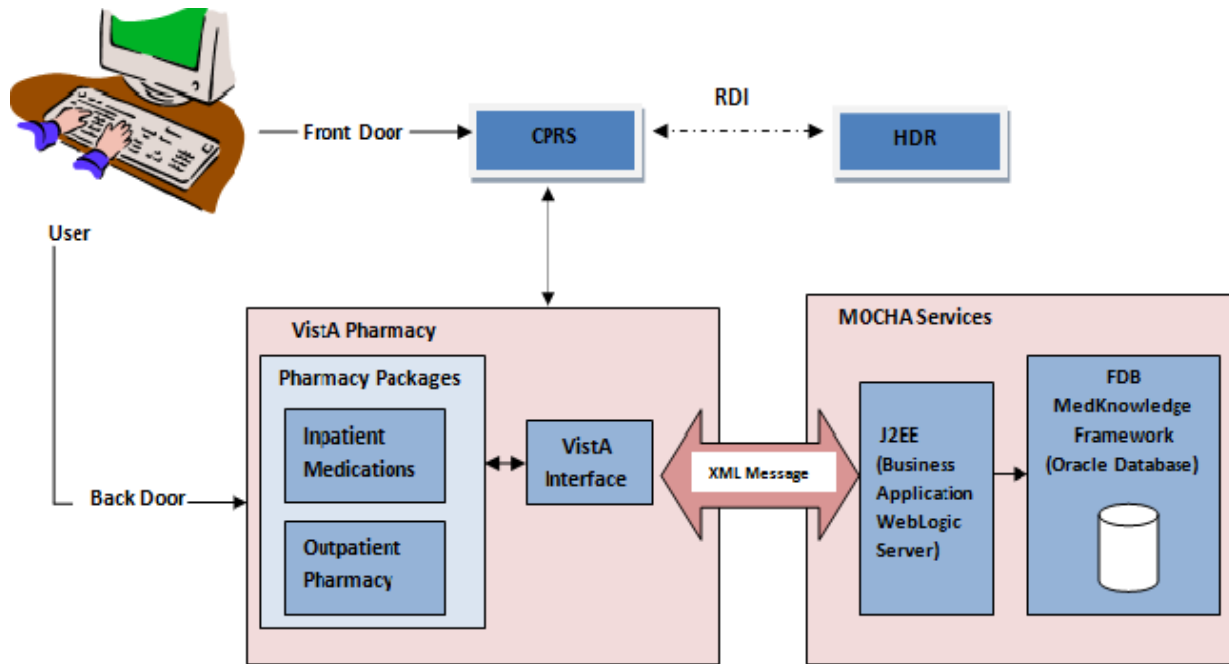 RDI
Front Door
CPRS
HDR
User
VistA Pharmacy
MOCHA Services
Pharmacy Packages
Inpatient
Medications
VistA
Interface
XML Message
J2EE
(Business
Application
WebLogic
Server)
FDB
MedKnowledge
Framework
(Oracle Database)
Back Door
Outpatient
Pharmacy